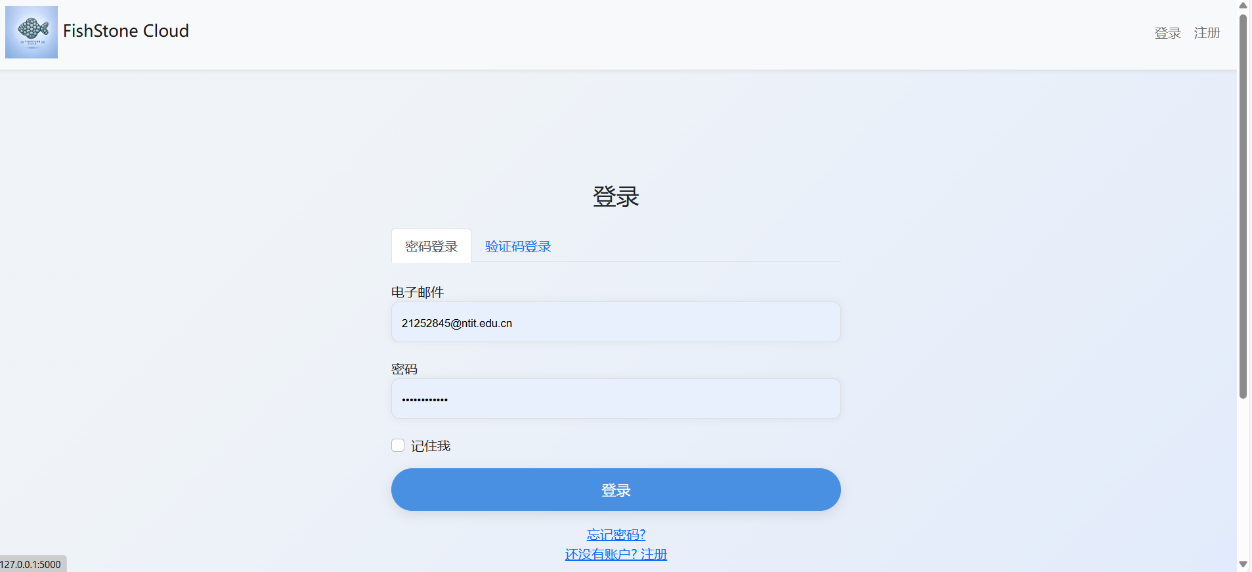 FishStone Cloud
登录 注册
登录
密码登录 验证码登录
电子邮件
21252845@ntit.edu.cn
密码
••••••••••••
记住我
登录
忘记密码?
还没有账户? 注册
127.0.0.1:5000